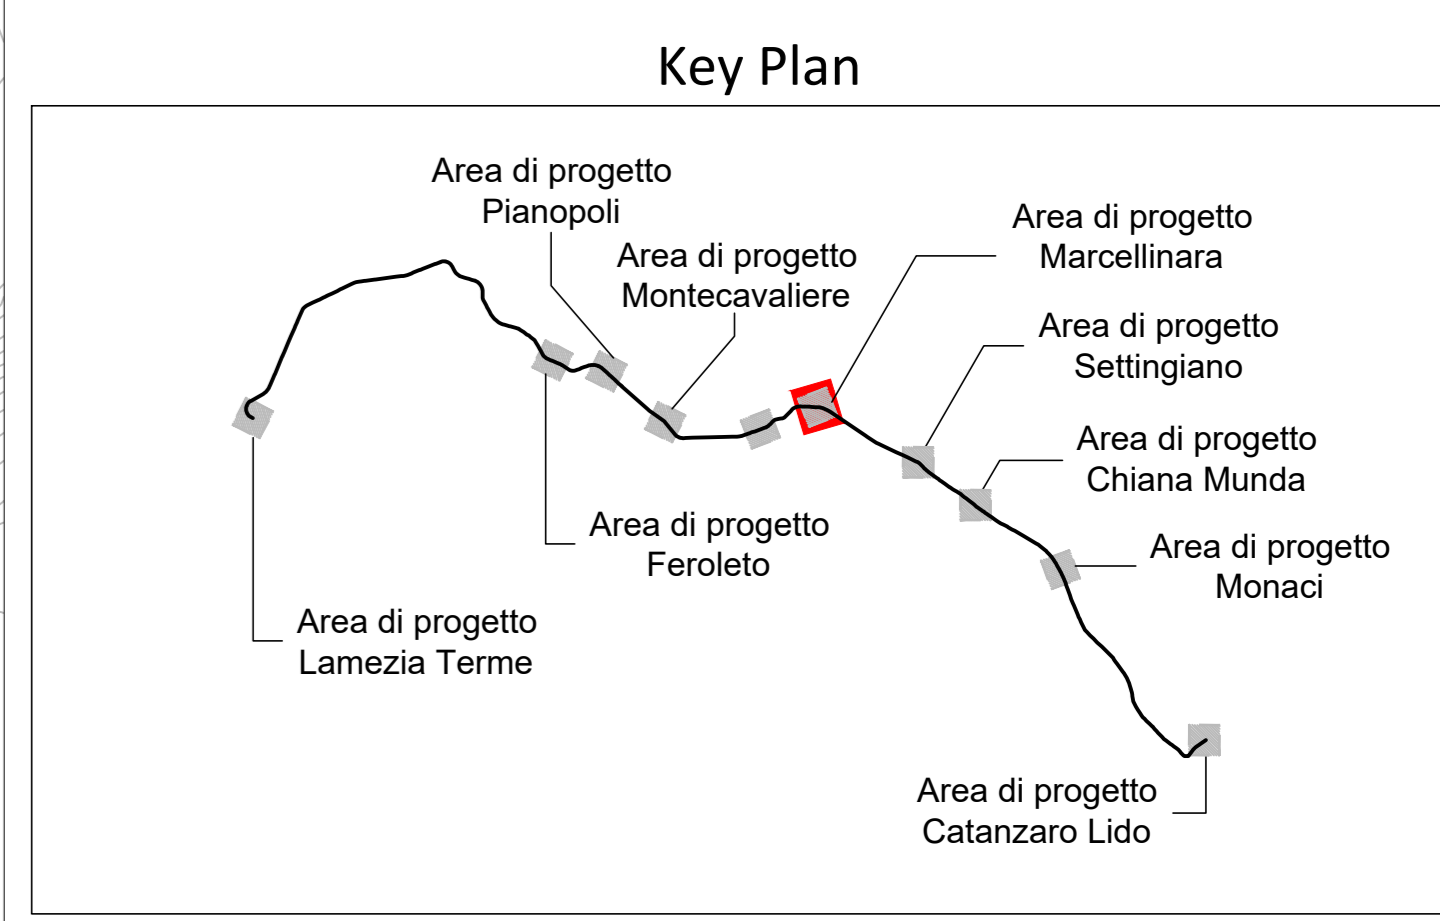 Key Plan
Area di progetto
Pianopoli
Area di progetto
Montecavaliere
Area di progetto
Marcellinara
Area di progetto
Settingiano
Area di progetto
Chiana Munda
Area di progetto
Feroleto
Area di progetto
Monaci
Area di progetto
Lamezia Terme
Area di progetto
Catanzaro Lido